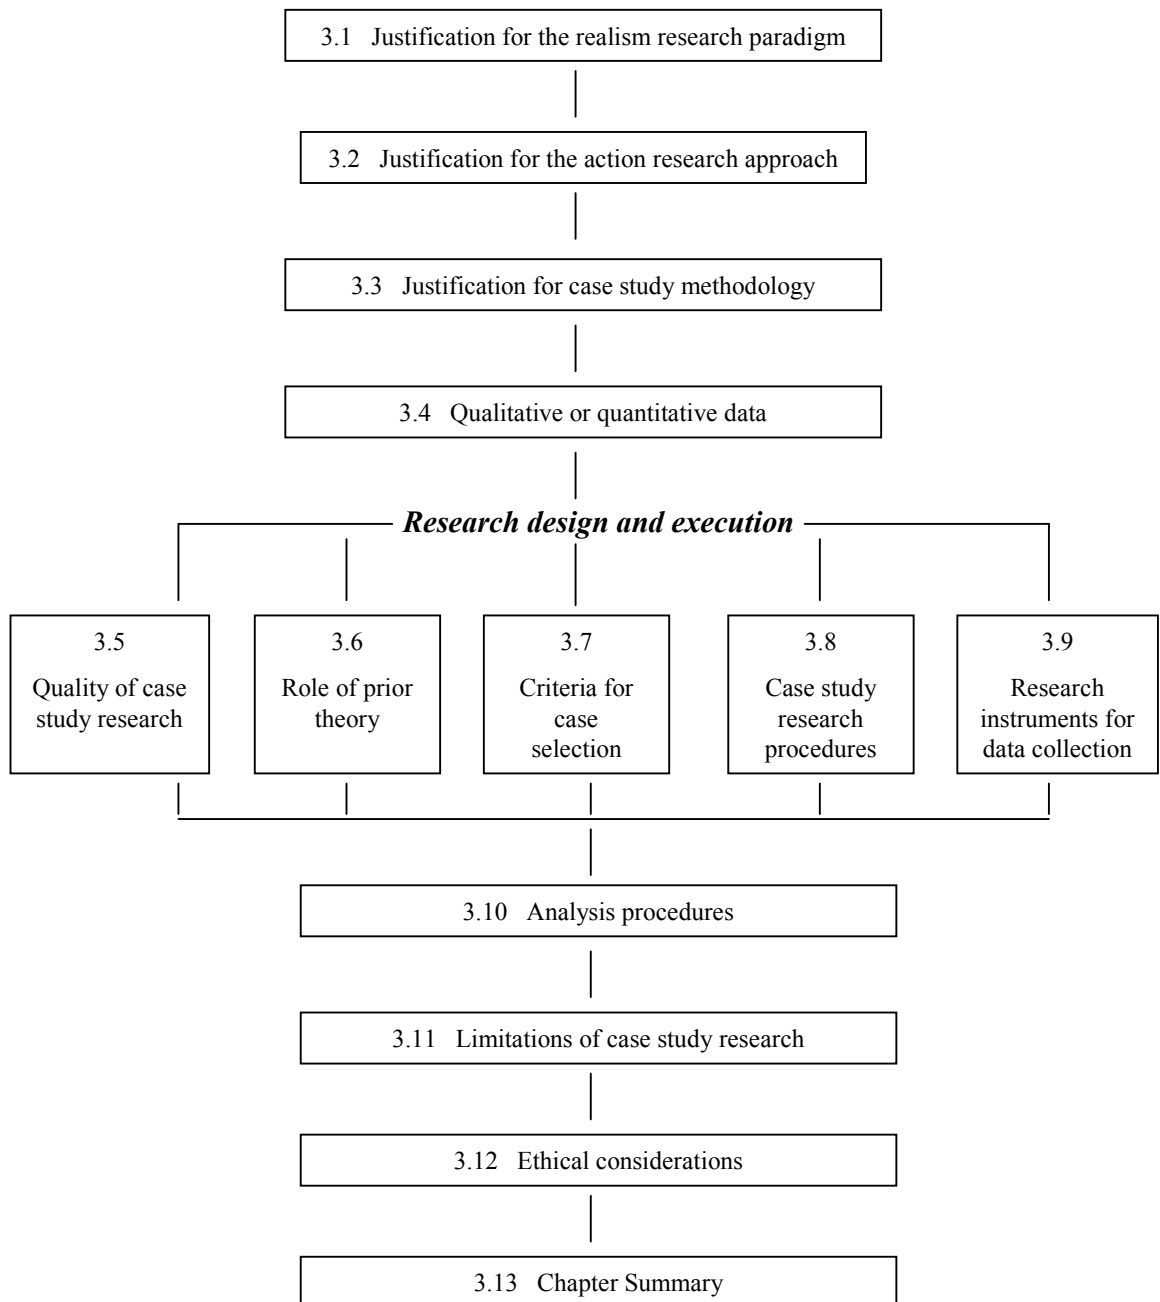 3.1 Justification for the realism research paradigm
3.2 Justification for the action research approach
3.3 Justification for case study methodology
3.4 Qualitative or quantitative data
Research design and execution
3.5
Quality of case
study research
3.6
Role of prior
theory
3.7
Criteria for
case
selection
3.8
Case study
research
procedures
3.9
Research
instruments for
data collection
3.10 Analysis procedures
3.11 Limitations of case study research
3.12 Ethical considerations
3.13 Chapter Summary